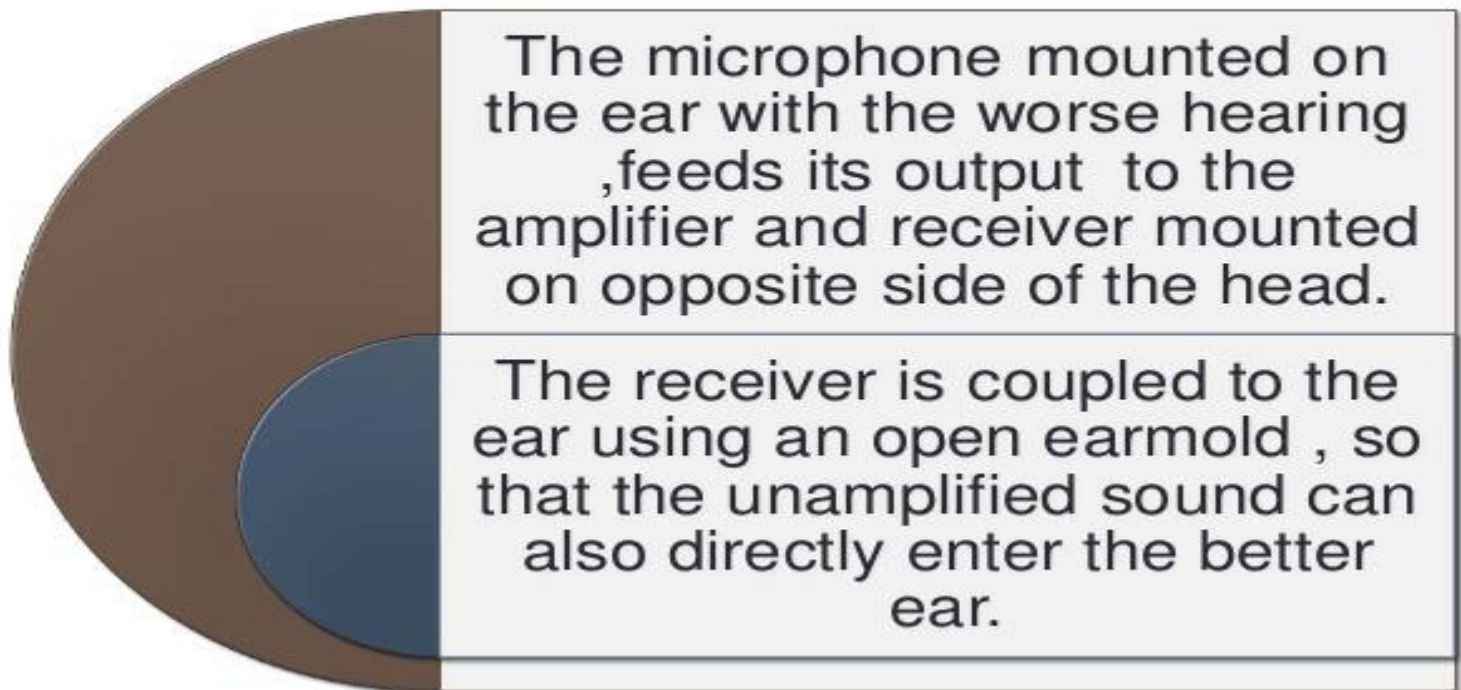 The microphone mounted on
the ear with the worse hearing
,feeds its output  to the
amplifier and receiver mounted
on opposite side of the head.
The receiver is coupled to the
ear using an open earmold , so
that the unamplified sound can
also directly enter the better
ear.